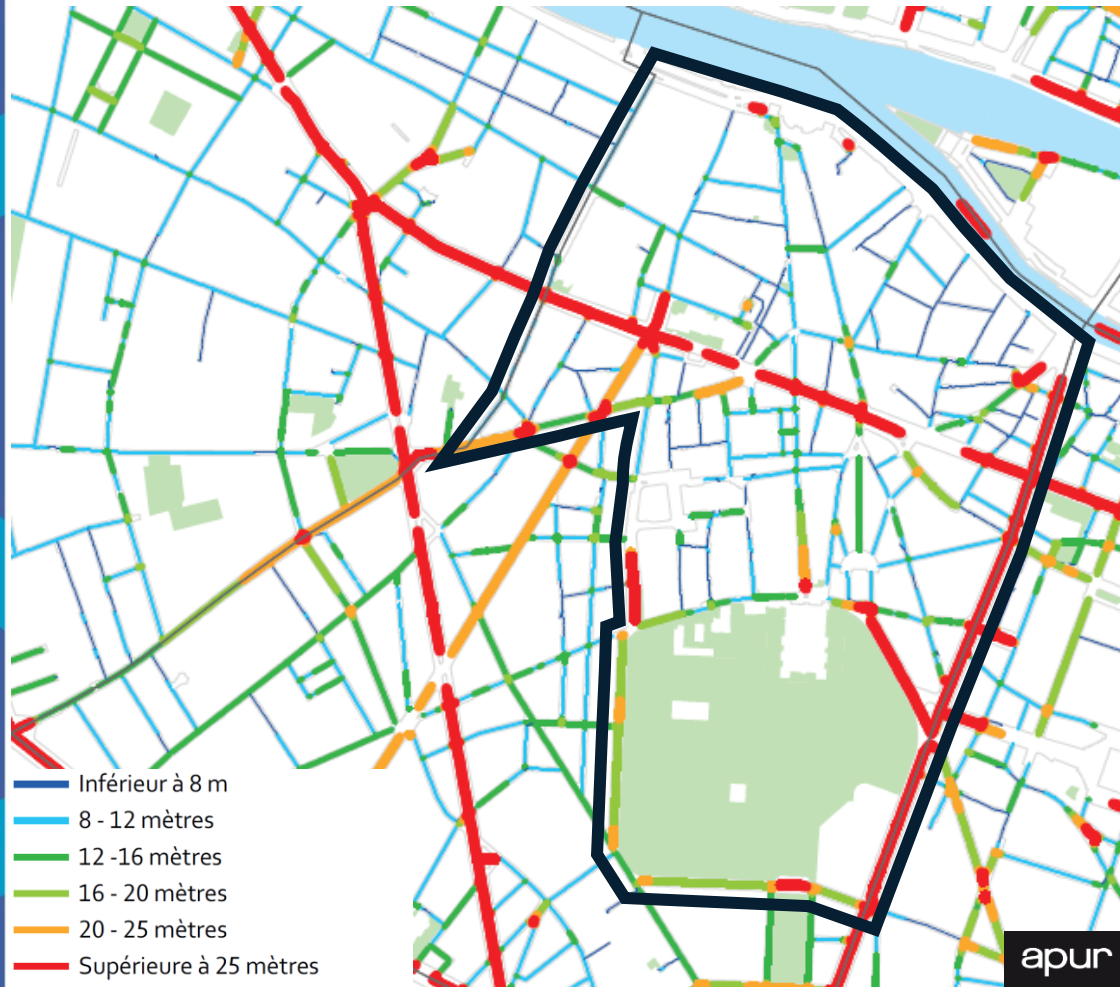 Inférieur à 8 m
8 - 12 mètres
12 -16 mètres
16 - 20 mètres
20 - 25 mètres
Supérieure à 25 mètres
apur